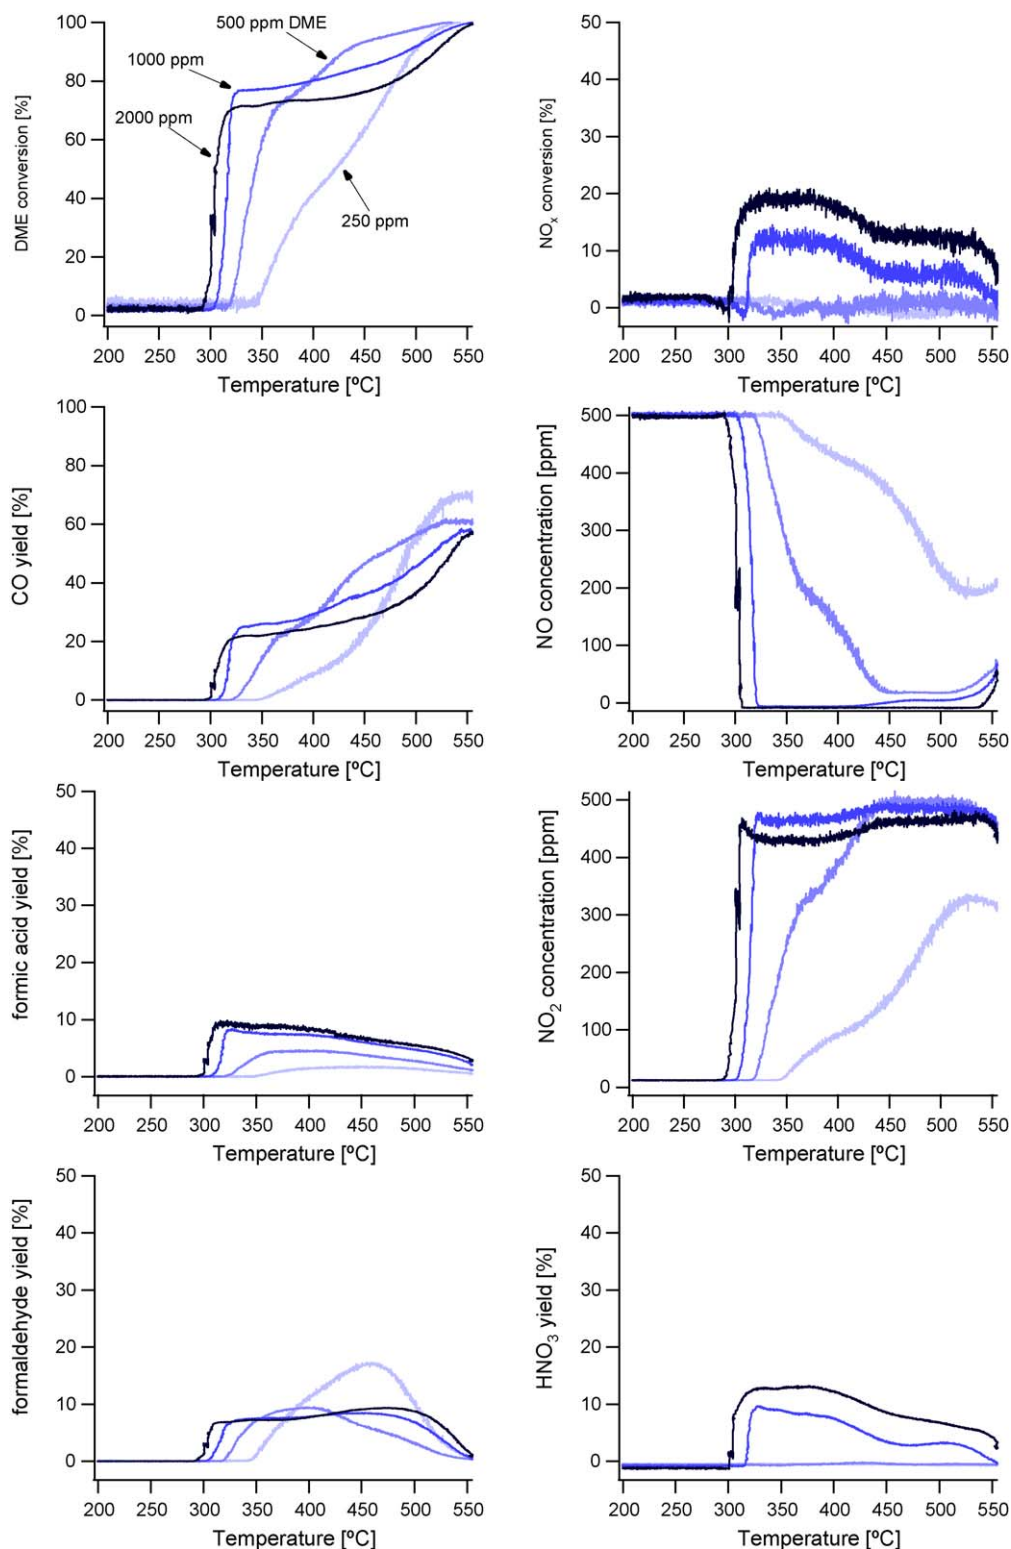 DME conversion [%]
100
80
60
40
20
0
500 ppm DME
1000 ppm
2000 ppm
250 ppm
200 250 300 350 400 450 500 550
Temperature [ºC]
NOₓ conversion [%]
50
40
30
20
10
0
200 250 300 350 400 450 500 550
Temperature [ºC]
CO yield [%]
100
80
60
40
20
0
200 250 300 350 400 450 500 550
Temperature [ºC]
NO concentration [ppm]
500
400
300
200
100
0
200 250 300 350 400 450 500 550
Temperature [ºC]
formic acid yield [%]
50
40
30
20
10
0
200 250 300 350 400 450 500 550
Temperature [ºC]
NO₂ concentration [ppm]
500
400
300
200
100
0
200 250 300 350 400 450 500 550
Temperature [ºC]
formaldehyde yield [%]
50
40
30
20
10
0
200 250 300 350 400 450 500 550
Temperature [ºC]
HNO₃ yield [%]
50
40
30
20
10
0
200 250 300 350 400 450 500 550
Temperature [ºC]